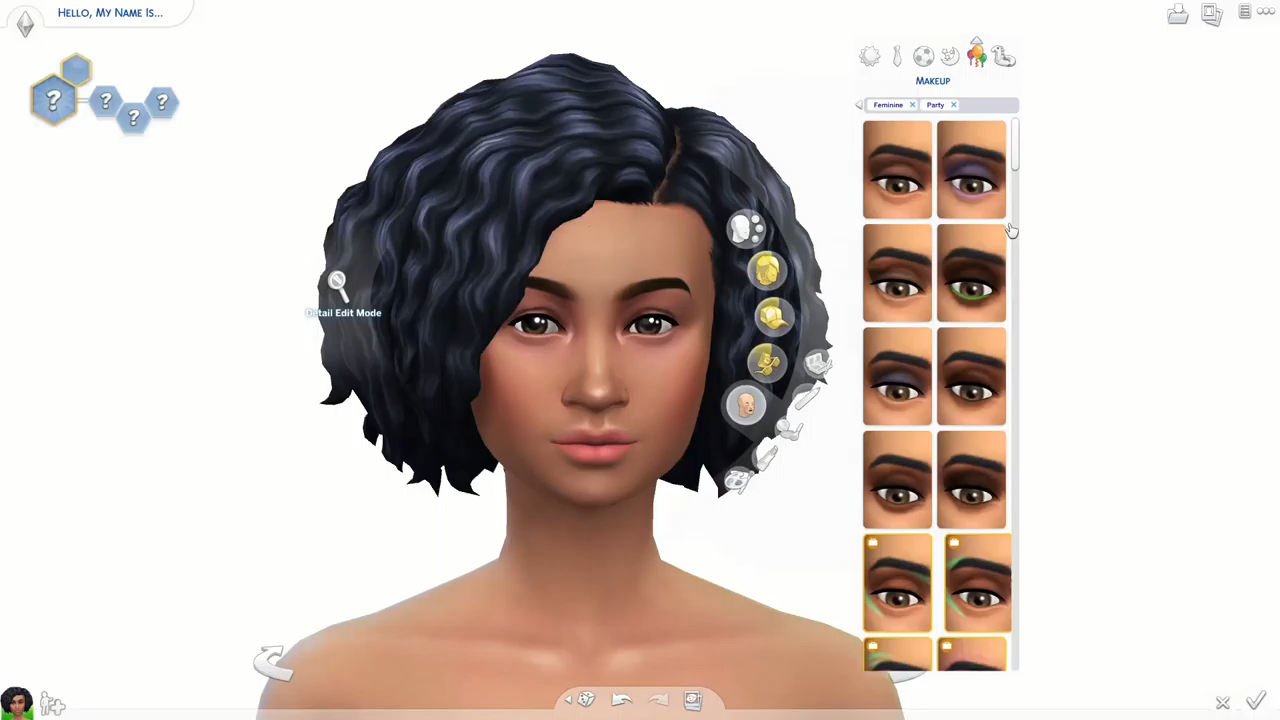 Hello, My Name Is...
Makeup
Feminine
Party
Detail Edit Mode
? ? ? ?